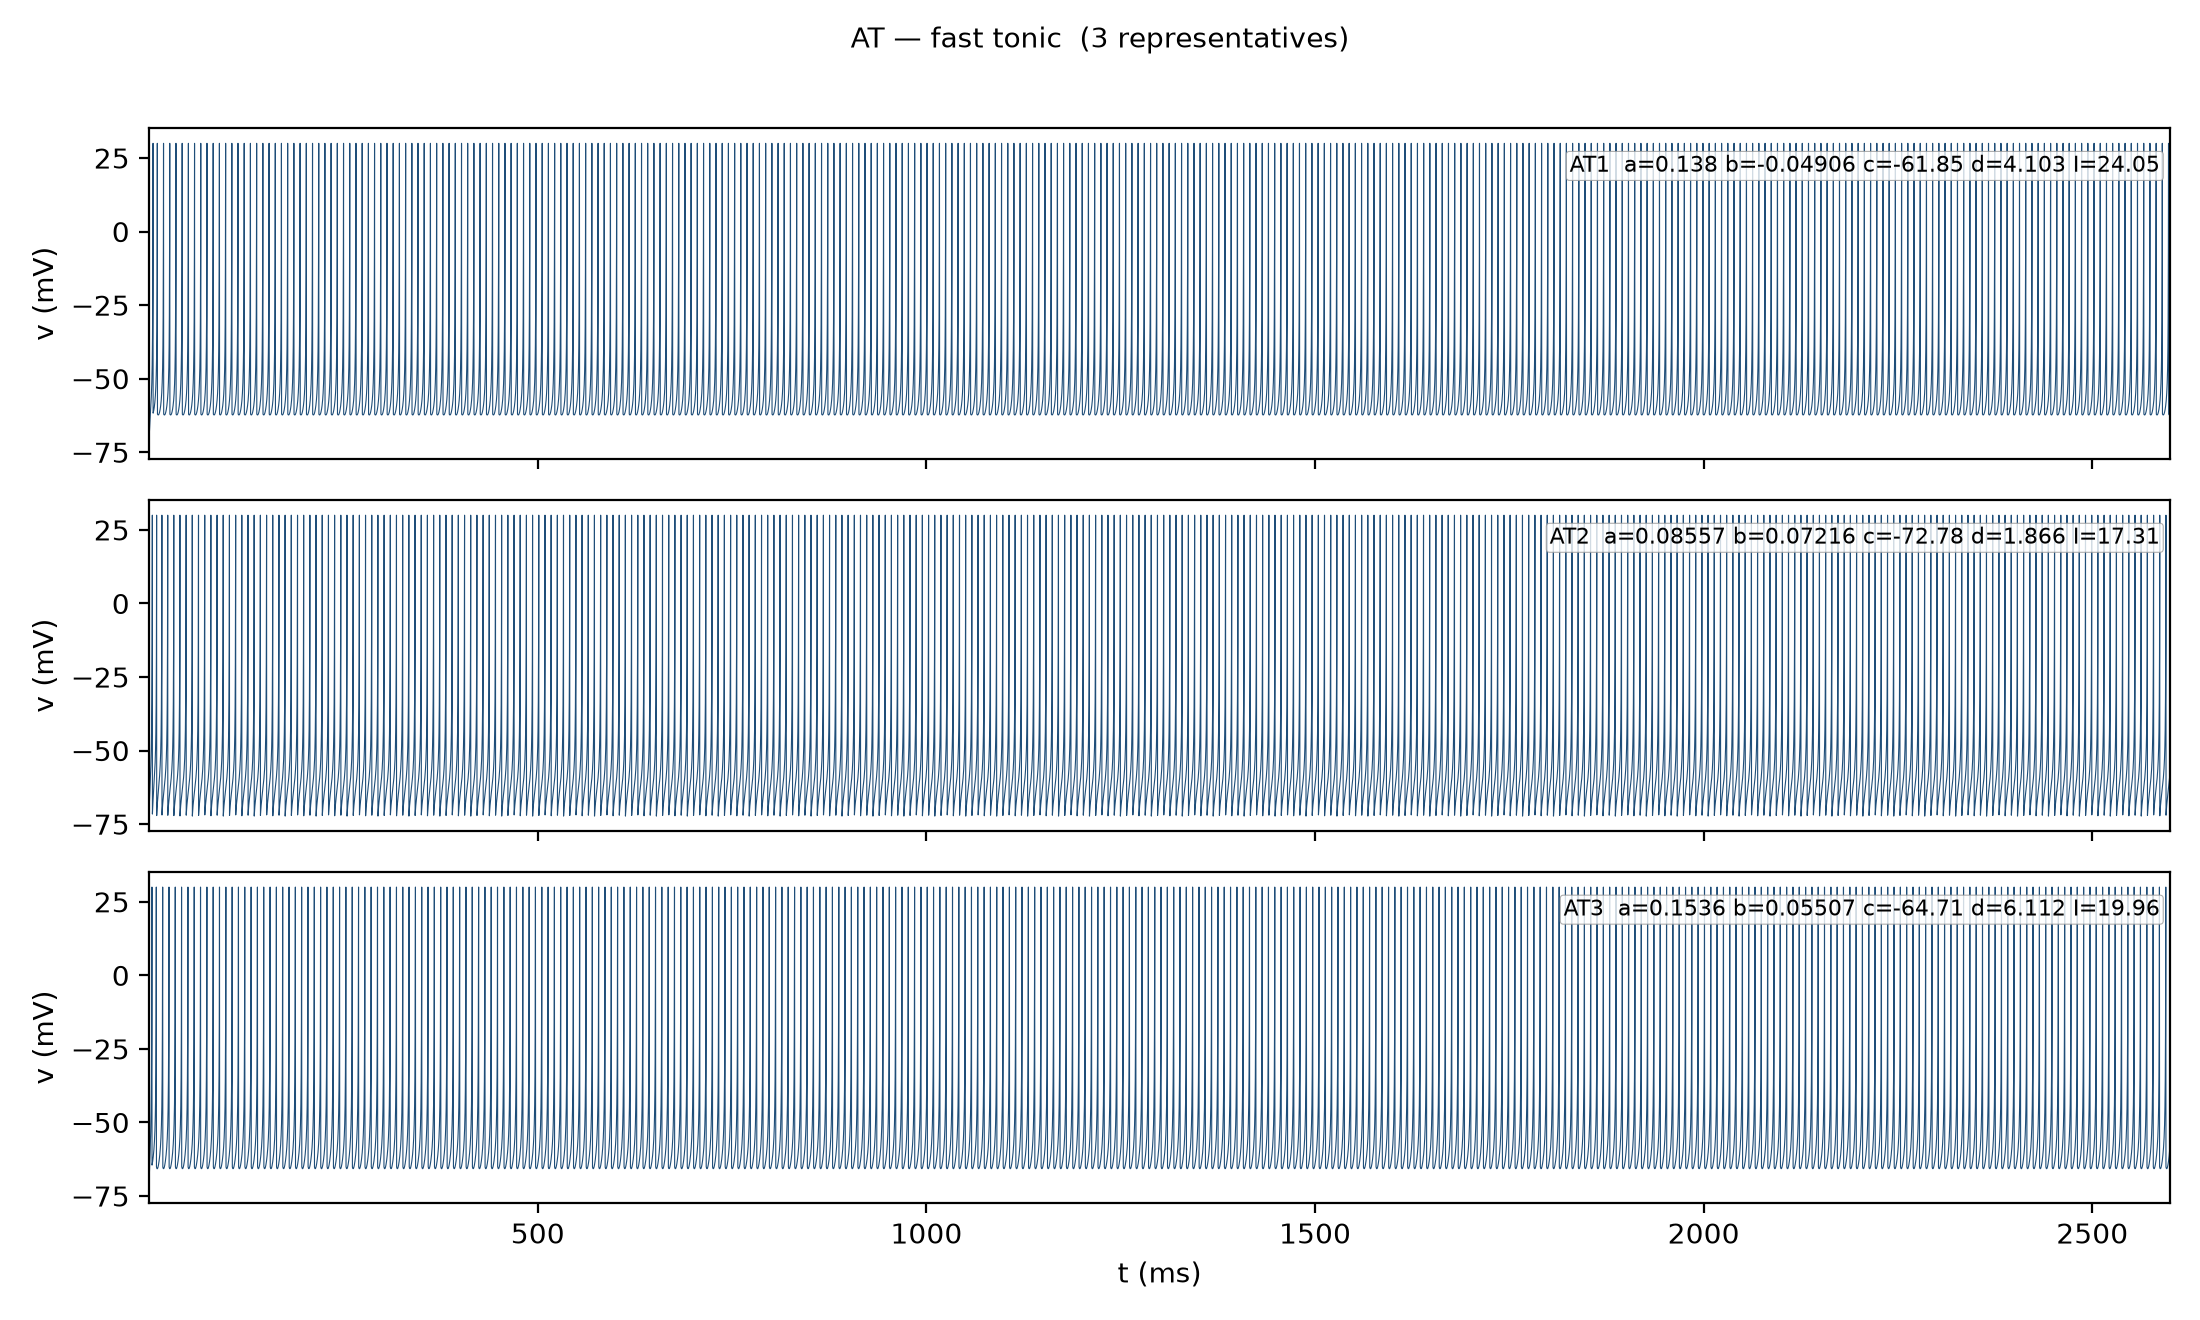 AT — fast tonic  (3 representatives)
25
0
−25
−50
−75
v (mV)
AT1  a=0.138 b=-0.04906 c=-61.85 d=4.103 I=24.05
25
0
−25
−50
−75
v (mV)
AT2  a=0.08557 b=0.07216 c=-72.78 d=1.866 I=17.31
25
0
−25
−50
−75
v (mV)
AT3  a=0.1536 b=0.05507 c=-64.71 d=6.112 I=19.96
500 1000 1500 2000 2500
t (ms)